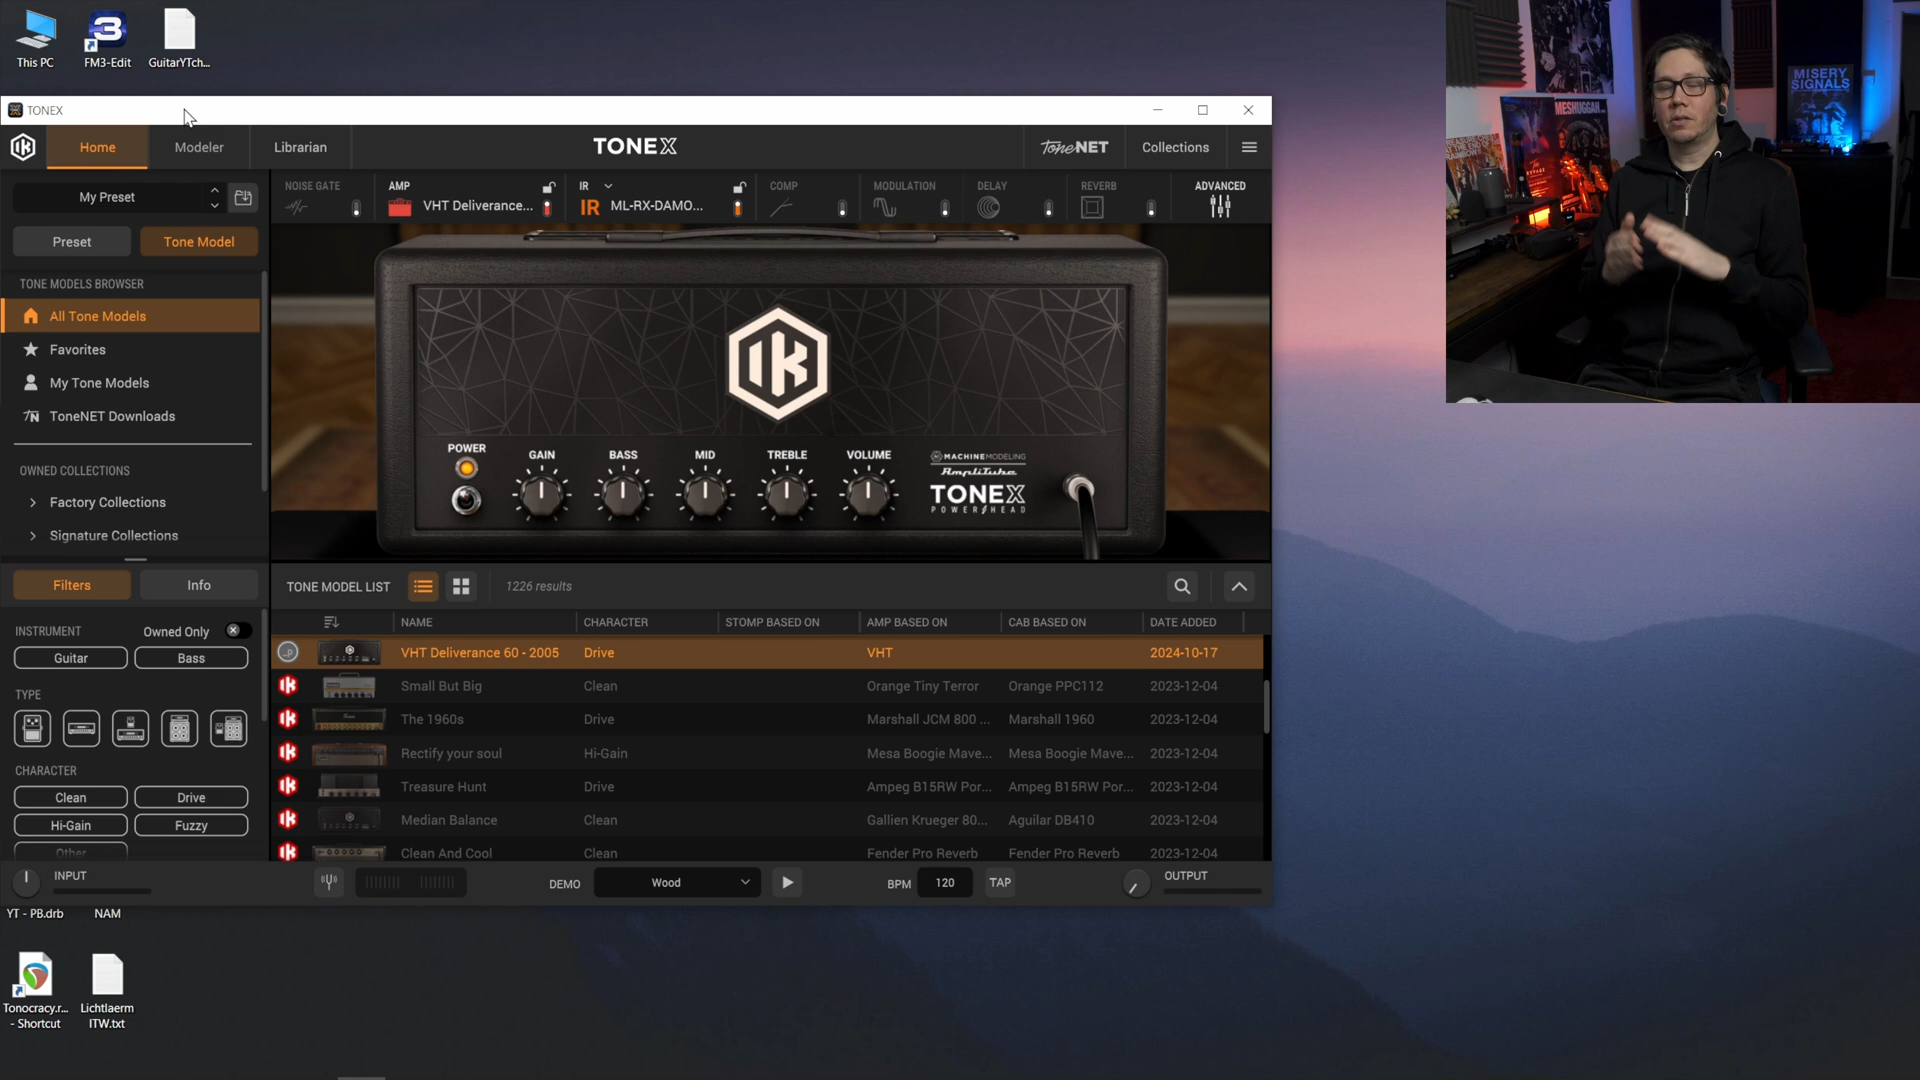 This PC
FM3-Edit
GuitarYTch...
MISERY
SIGNALS
MESHUGGAH
TONEX
Home
Modeler
Librarian
TONEX
ToneNET
Collections
My Preset
NOISE GATE
AMP
VHT Deliverance...
IR
IR
ML-RX-DAMO...
COMP
MODULATION
DELAY
REVERB
ADVANCED
Preset
Tone Model
TONE MODELS BROWSER
All Tone Models
Favorites
My Tone Models
ToneNET Downloads
OWNED COLLECTIONS
Factory Collections
Signature Collections
POWER
GAIN
BASS
MID
TREBLE
VOLUME
MACHINE MODELING
AmpliTube
TONEX
POWER HEAD
Filters
Info
TONE MODEL LIST
1226 results
INSTRUMENT
Owned Only
Guitar
Bass
TYPE
CHARACTER
Clean
Drive
Hi-Gain
Fuzzy
Other
NAME CHARACTER STOMP BASED ON AMP BASED ON CAB BASED ON DATE ADDED
VHT Deliverance 60 - 2005 Drive VHT 2024-10-17
Small But Big Clean Orange Tiny Terror Orange PPC112 2023-12-04
The 1960s Drive Marshall JCM 800 ... Marshall 1960 2023-12-04
Rectify your soul Hi-Gain Mesa Boogie Mave... Mesa Boogie Mave... 2023-12-04
Treasure Hunt Drive Ampeg B15RW Por... Ampeg B15RW Por... 2023-12-04
Median Balance Clean Gallien Krueger 80... Aguilar DB410 2023-12-04
Clean And Cool Clean Fender Pro Reverb Fender Pro Reverb 2023-12-04
INPUT
DEMO
Wood
BPM
120
TAP
OUTPUT
YT - PB.drb
NAM
Tonocracy.r...
- Shortcut
Lichtlaerm
ITW.txt